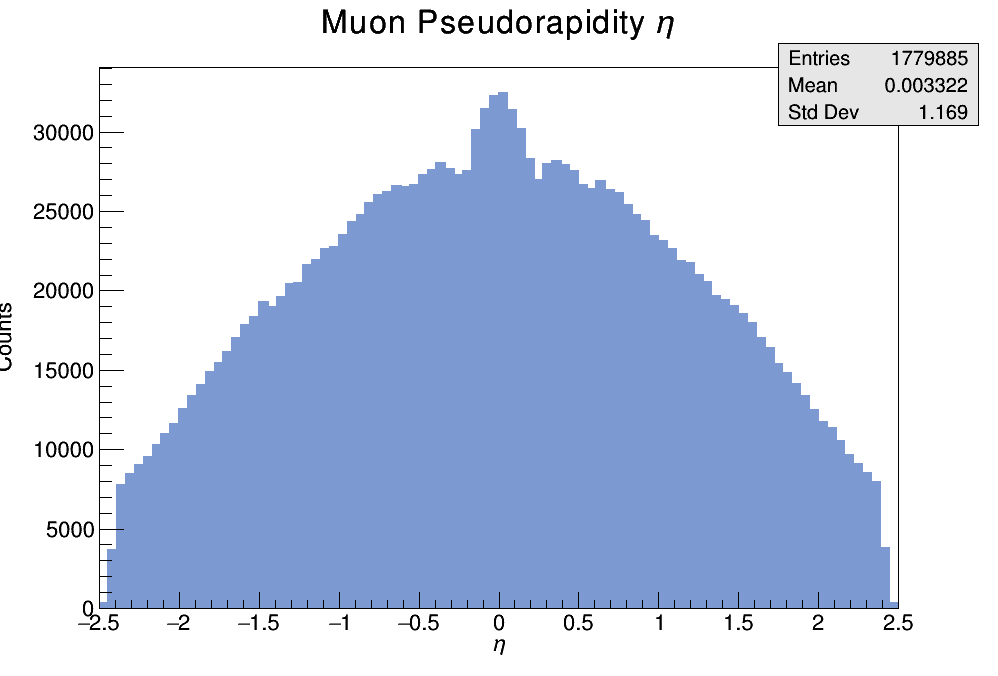 Muon Pseudorapidity η
Entries 1779885
Mean 0.003322
Std Dev 1.169
30000
25000
20000
15000
10000
5000
0
Counts
−2.5 −2 −1.5 −1 −0.5 0 0.5 1 1.5 2 2.5
η